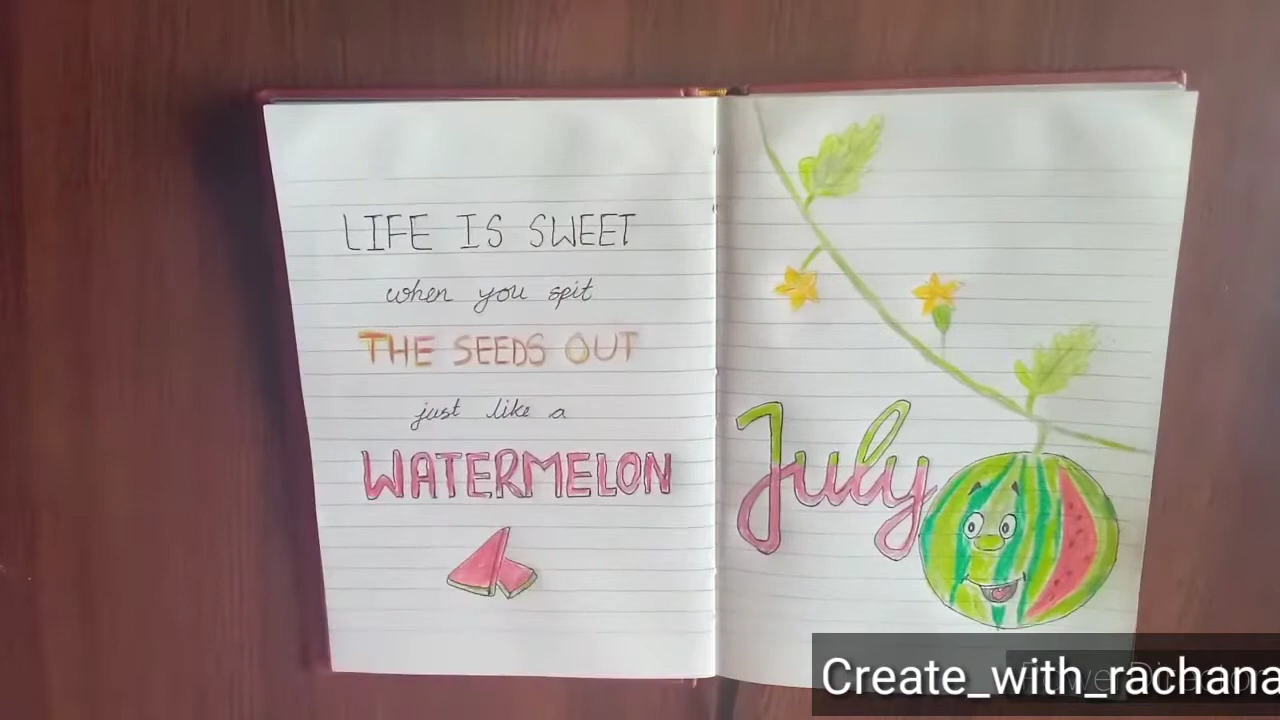 LIFE IS SWEET
when you spit
THE SEEDS OUT
just like a
WATERMELON
July
Create_with_rachana